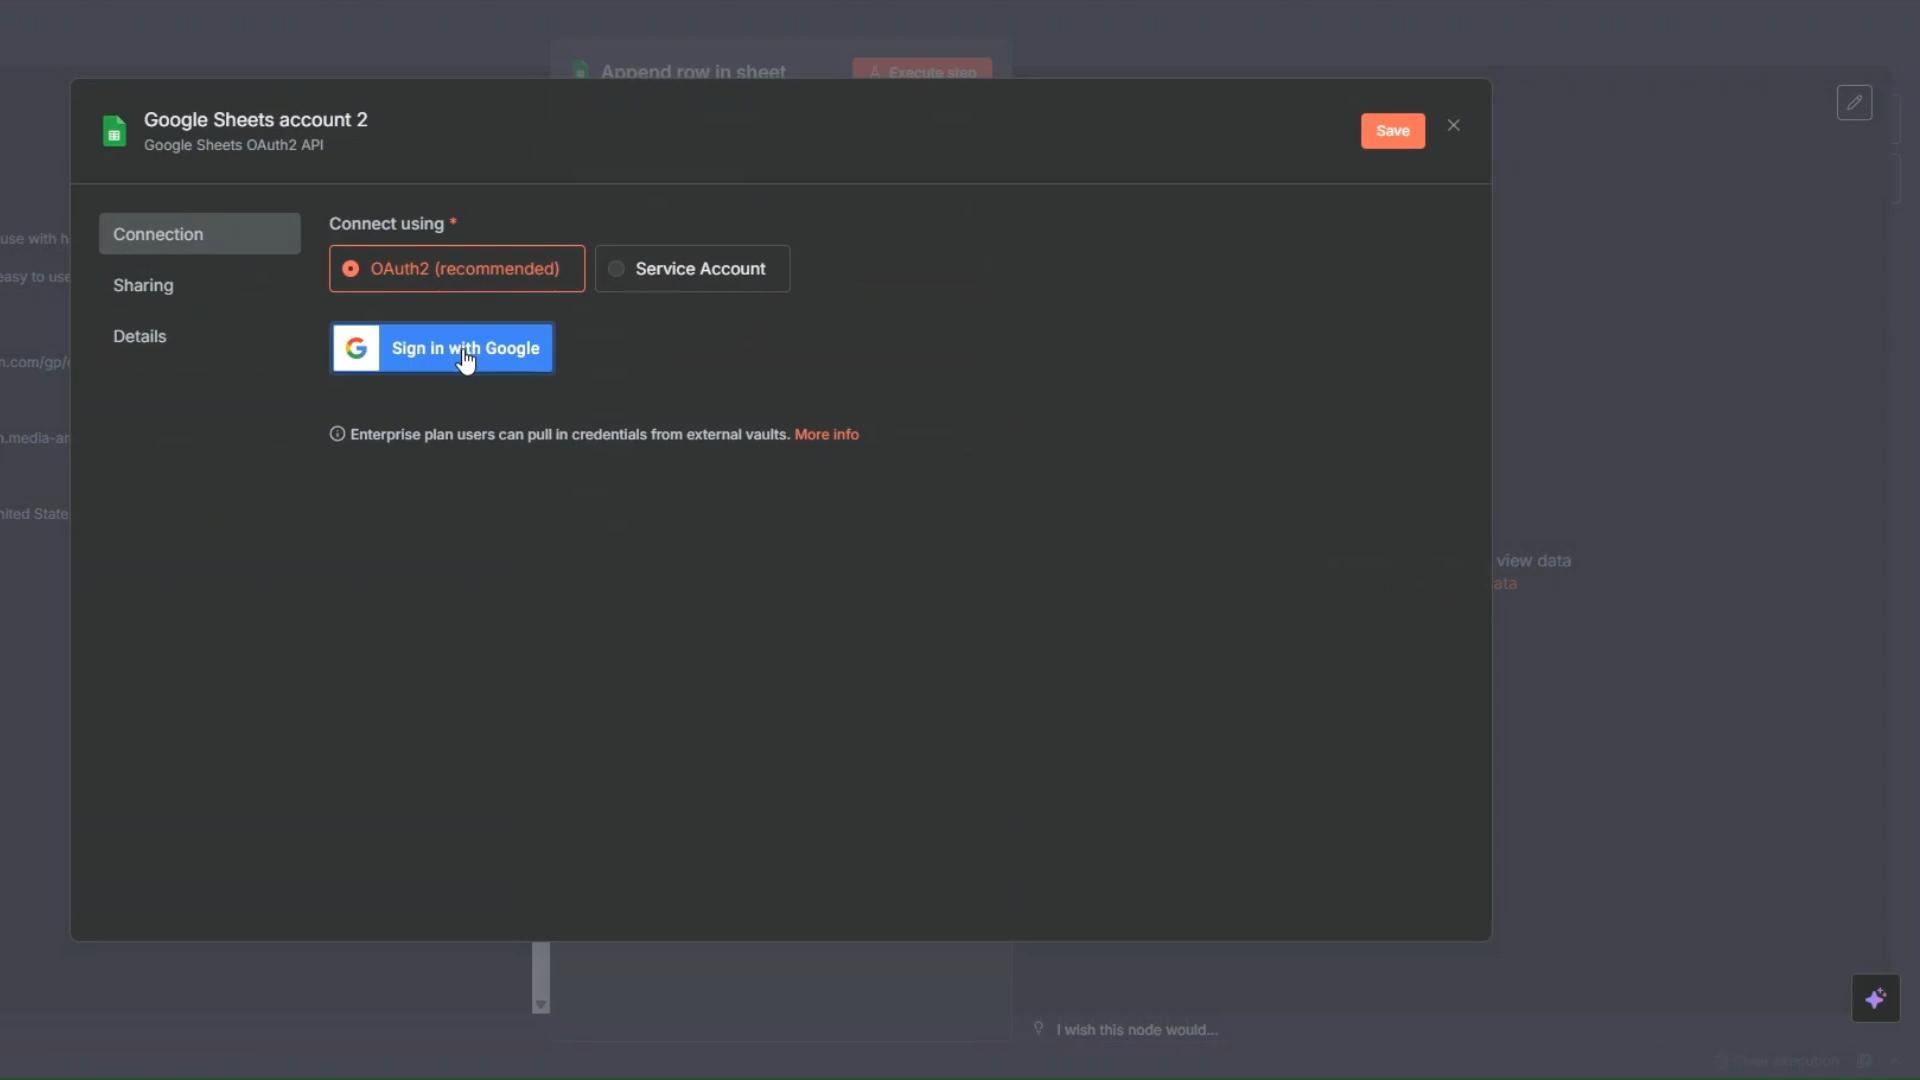 Append row in sheet
Execute step
Google Sheets account 2
Google Sheets OAuth2 API
Save
Connection
Sharing
Details
Connect using *
OAuth2 (recommended)
Service Account
Sign in with Google
Enterprise plan users can pull in credentials from external vaults. More info
use with h
easy to use
n.com/gp/
n.media-a
nited State
view data
ata
I wish this node would...
execution